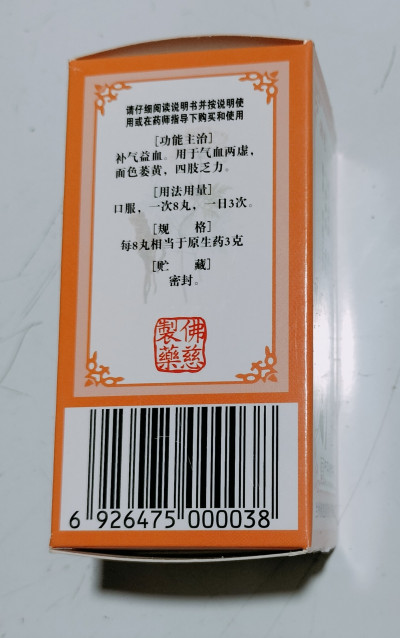 请仔细阅读说明书并按说明使
用或在药师指导下购买和使用
[功能主治]
补气益血。用于气血两虚,
面色萎黄,四肢乏力。
[用法用量]
口服,一次8丸,一日3次。
[规 格]
每8丸相当于原生药3克
[贮 藏]
密封。
佛慈
製藥
6 926475 000038